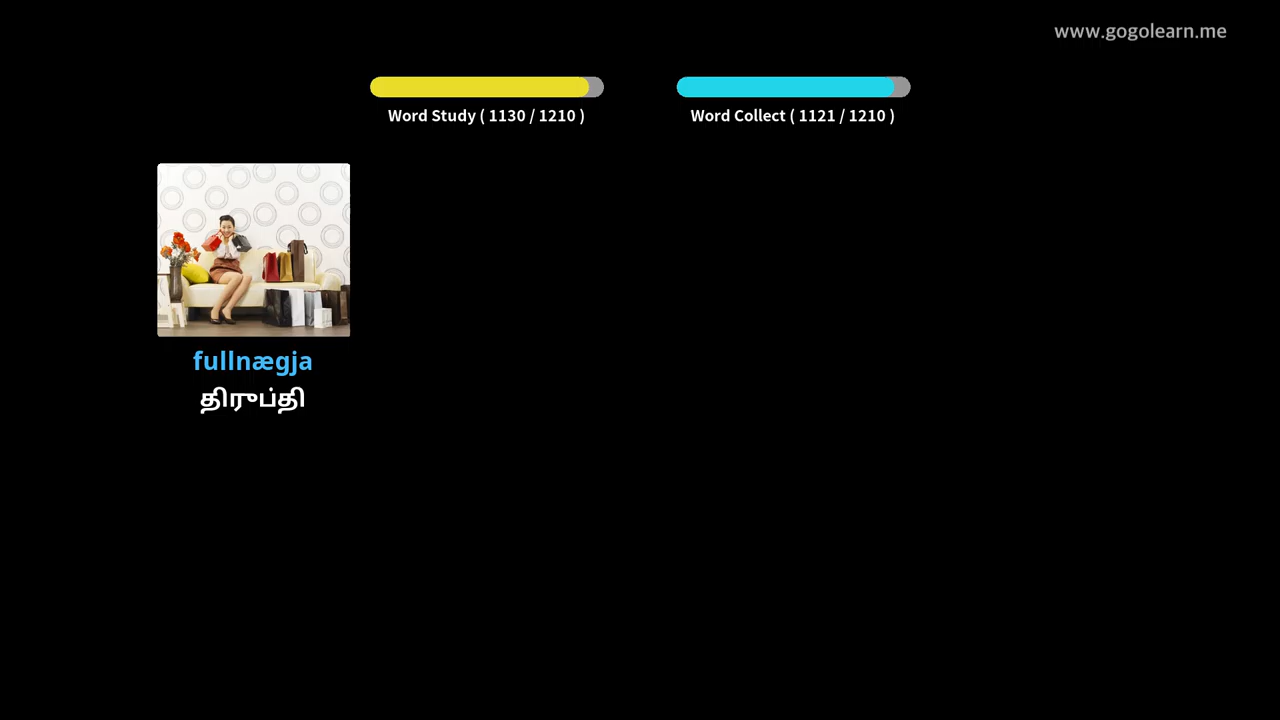 www.gogolearn.me
Word Study ( 1130 / 1210 )
Word Collect ( 1121 / 1210 )
fullnægja
திருப்தி